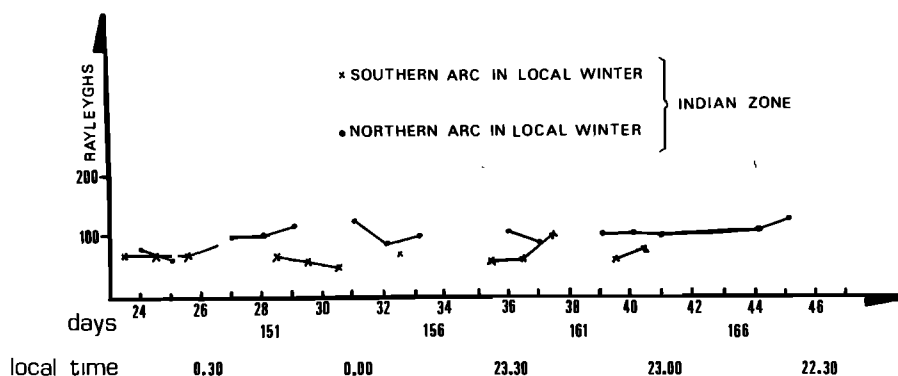 RAYLEYGHS
× SOUTHERN ARC IN LOCAL WINTER
INDIAN ZONE
• NORTHERN ARC IN LOCAL WINTER
200
100
24 26 28 30 32 34 36 38 40 42 44 46
days 151 156 161 166
local time 0.30 0.00 23.30 23.00 22.30